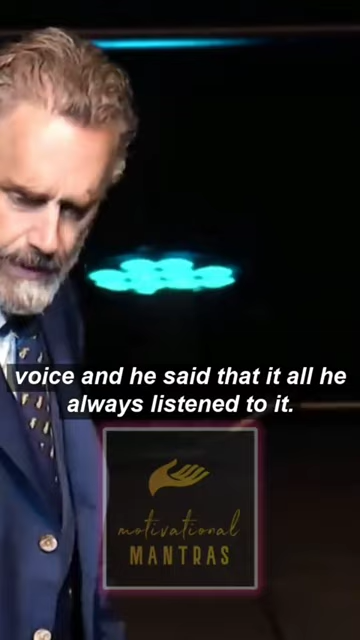 voice and he said that it all he
always listened to it.
motivational
MANTRAS